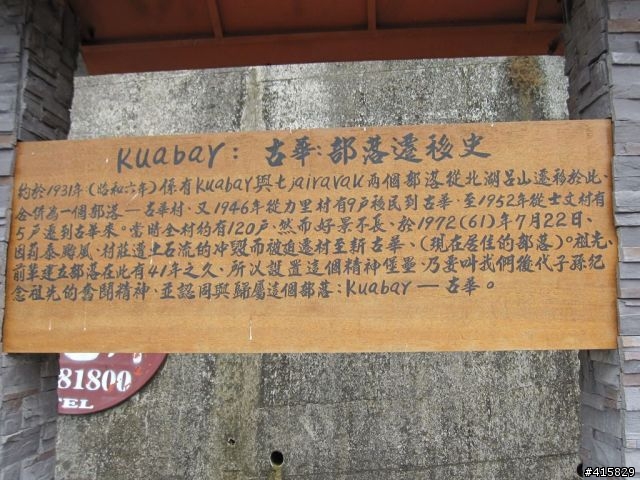 Kuabar：古華：部落遷移史
約於1931年（昭和六年）係有kuabar與tjairavau兩個部落從北湖呂山遷移於此、
合併為一個部落—古華村、又1946年從力里村有9戶移民到古華、至1952年從士文村有
5戶遷到古華來。當時全村約有120戶、然而好景不長、於1972（61）年7月22日、
因莉泰颱風、村莊遭土石流的沖毀而被迫遷村至新古華、（現在居住的部落）。祖先、
前輩建立部落在此有41年之久、所以設置這個精神堡壘、乃要叫我們後代子孫紀
念祖先的奮鬪精神、並認同與歸屬這個部落：Kuabar—古華。
81800
TEL
#415829